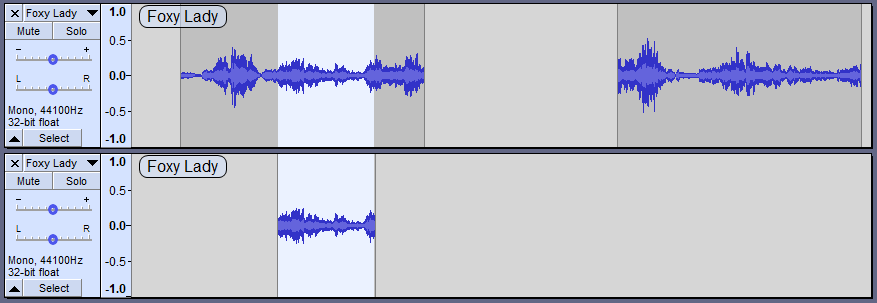 Foxy Lady
Mute Solo
- +
L R
Mono, 44100Hz
32-bit float
Select
1.0
0.5
0.0
-0.5
-1.0
Foxy Lady
Foxy Lady
Mute Solo
- +
L R
Mono, 44100Hz
32-bit float
Select
1.0
0.5
0.0
-0.5
-1.0
Foxy Lady